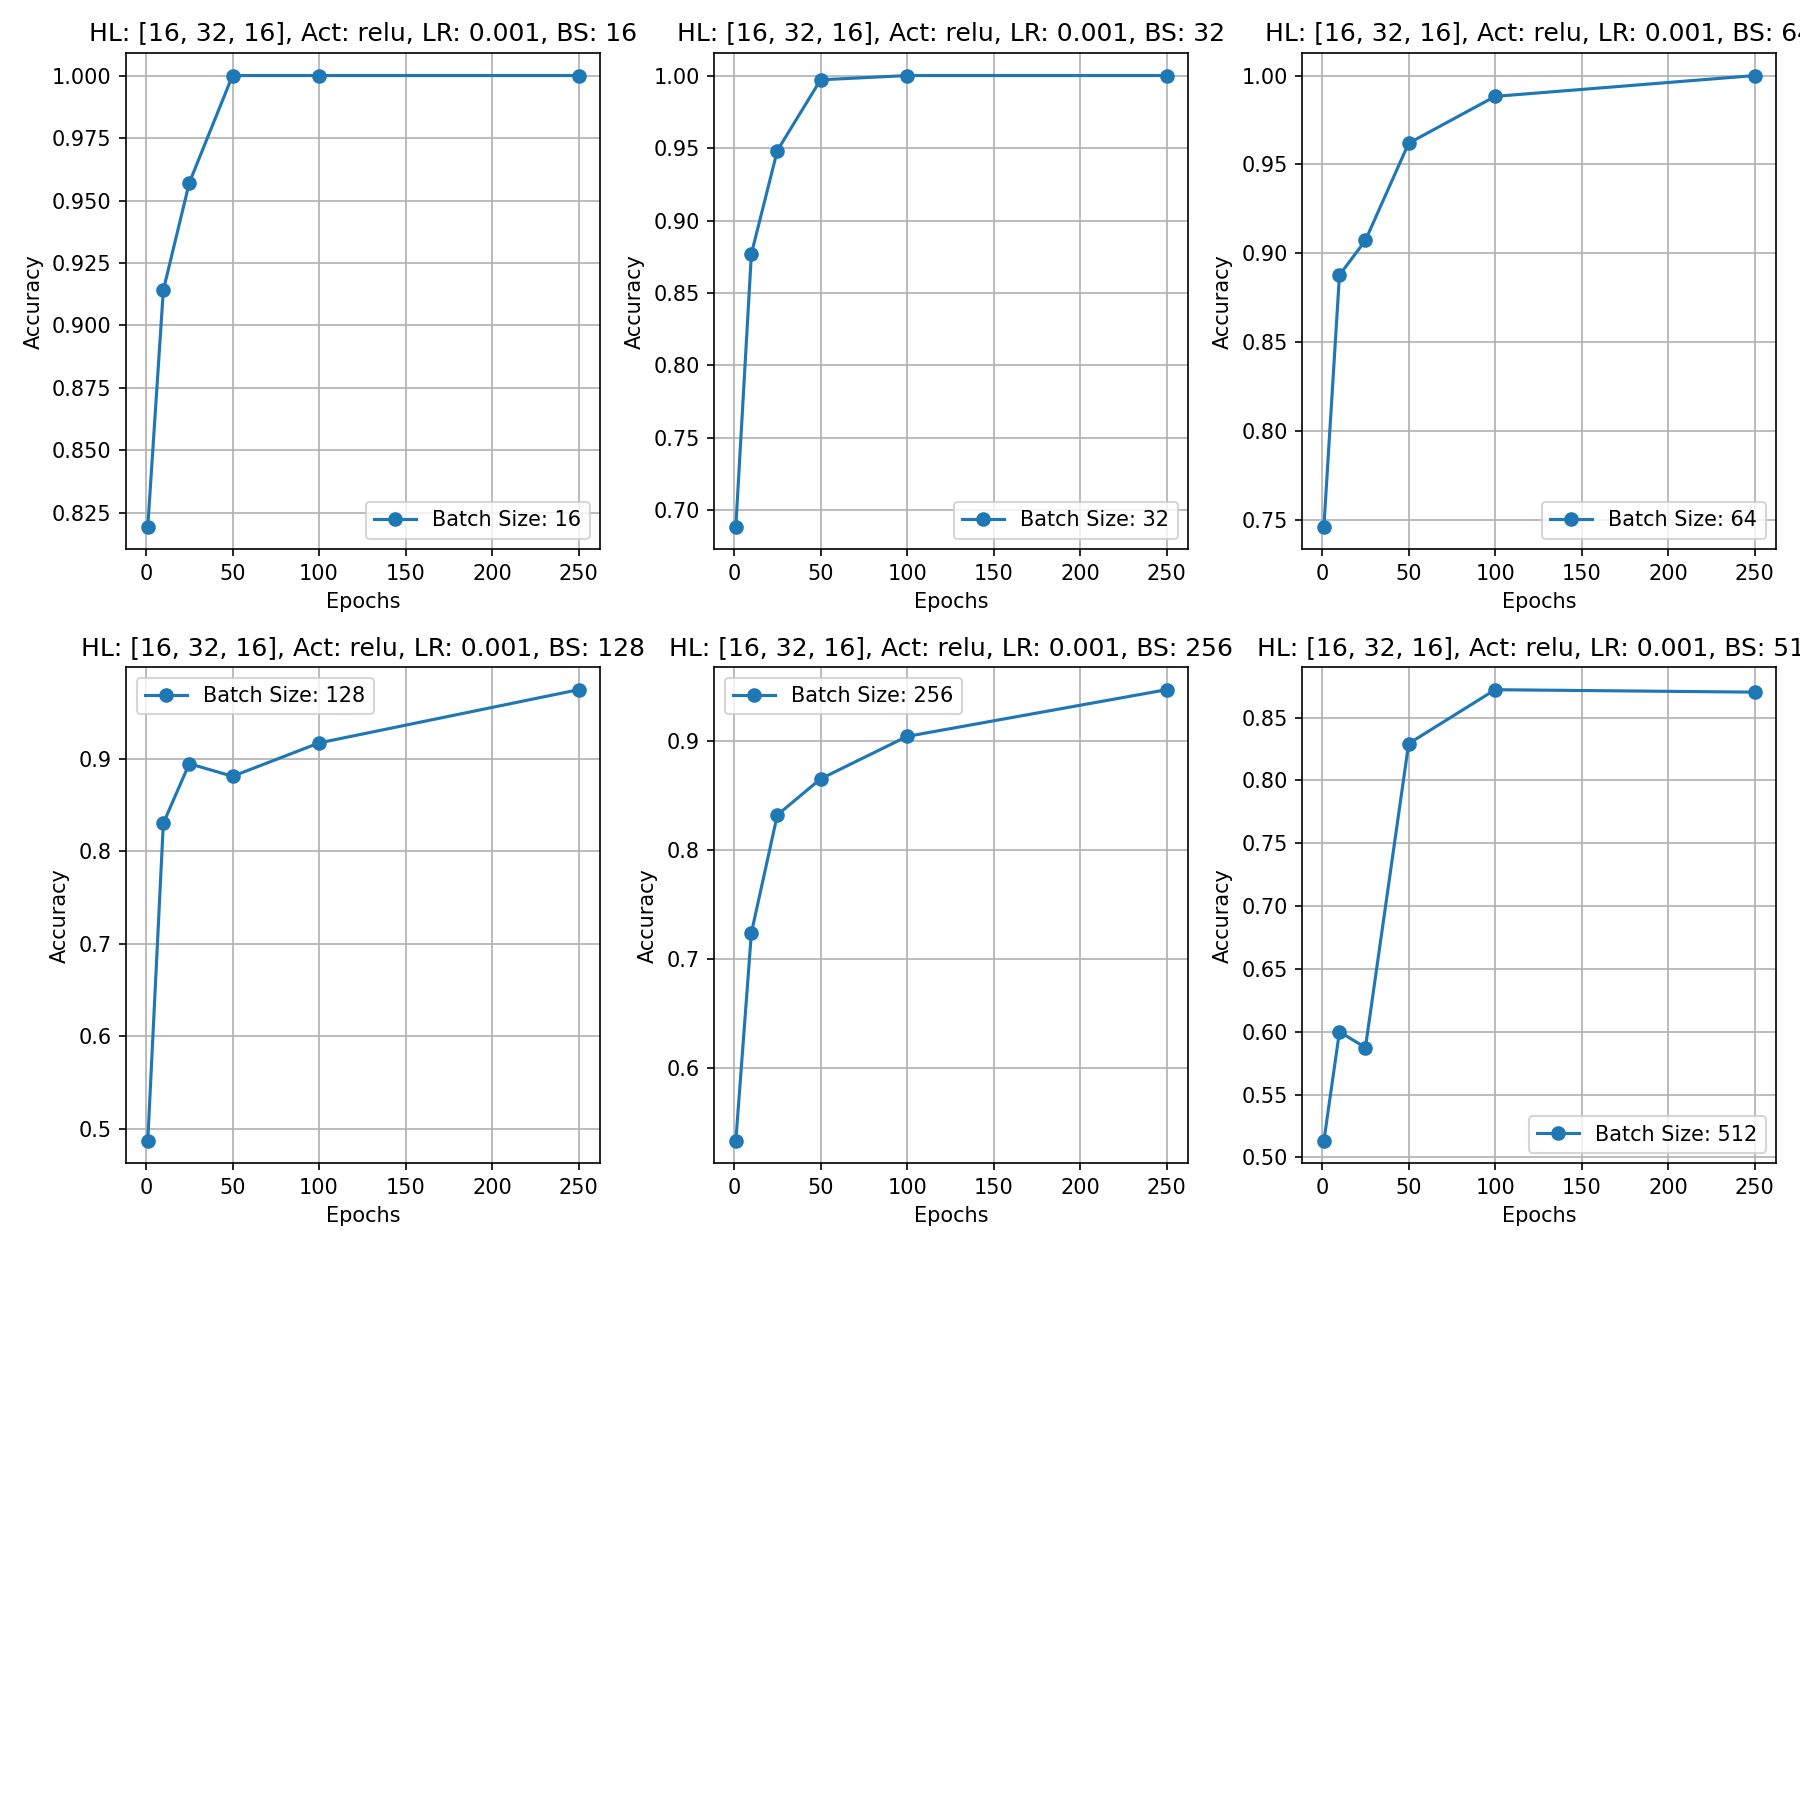 HL: [16, 32, 16], Act: relu, LR: 0.001, BS: 16
1.000
0.975
0.950
0.925
0.900
0.875
0.850
0.825
Accuracy
Batch Size: 16
0 50 100 150 200 250
Epochs
HL: [16, 32, 16], Act: relu, LR: 0.001, BS: 32
1.00
0.95
0.90
0.85
0.80
0.75
0.70
Accuracy
Batch Size: 32
0 50 100 150 200 250
Epochs
HL: [16, 32, 16], Act: relu, LR: 0.001, BS: 64
1.00
0.95
0.90
0.85
0.80
0.75
Accuracy
Batch Size: 64
0 50 100 150 200 250
Epochs
HL: [16, 32, 16], Act: relu, LR: 0.001, BS: 128
Batch Size: 128
0.9
0.8
0.7
0.6
0.5
Accuracy
0 50 100 150 200 250
Epochs
HL: [16, 32, 16], Act: relu, LR: 0.001, BS: 256
Batch Size: 256
0.9
0.8
0.7
0.6
Accuracy
0 50 100 150 200 250
Epochs
HL: [16, 32, 16], Act: relu, LR: 0.001, BS: 51
0.85
0.80
0.75
0.70
0.65
0.60
0.55
0.50
Accuracy
Batch Size: 512
0 50 100 150 200 250
Epochs